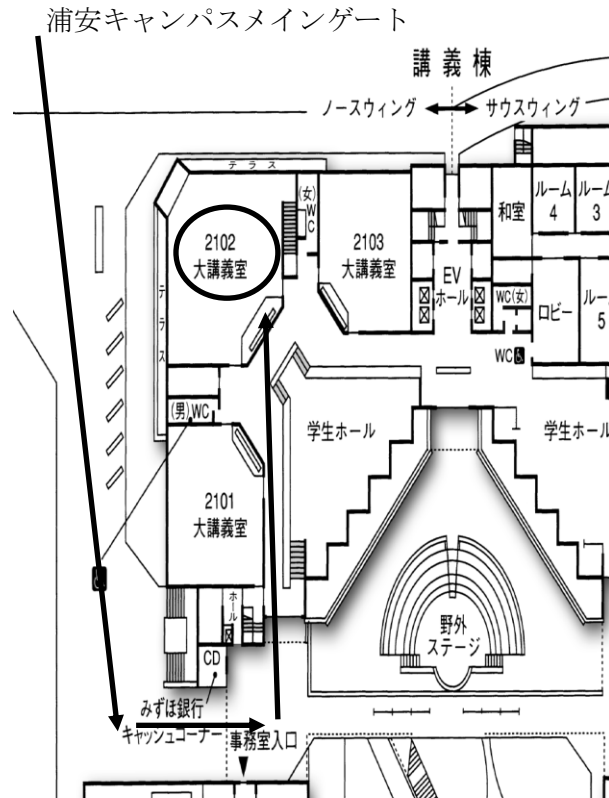 浦安キャンパスメインゲート
講義棟
ノースウィング
サウスウィング
テラス
(女)WC
2102
大講義室
2103
大講義室
和室
ルーム
4
ルーム
3
EV
ホール
WC(女)
ロビー
ルーム
5
テラス
WC
(男)WC
学生ホール
学生ホール
2101
大講義室
ホール
野外
ステージ
CD
みずほ銀行
キャッシュコーナー
事務室入口